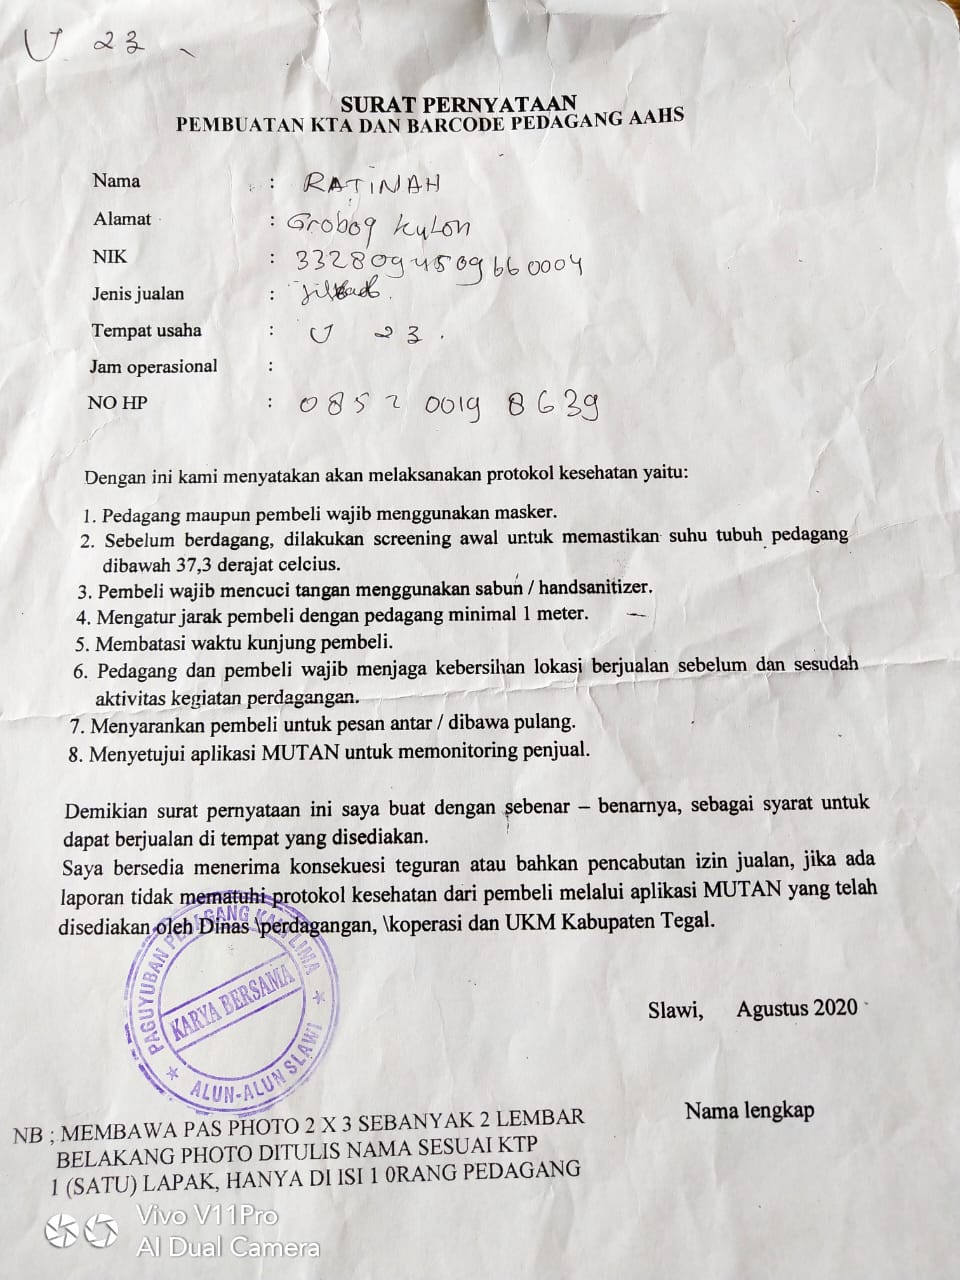 U 23
SURAT PERNYATAAN
PEMBUATAN KTA DAN BARCODE PEDAGANG AAHS
Nama : RATINAH
Alamat : Grobog Kulon
NIK : 3328094509660004
Jenis jualan : Jilbab.
Tempat usaha : U 23.
Jam operasional :
NO HP : 0852 0019 8639
Dengan ini kami menyatakan akan melaksanakan protokol kesehatan yaitu:
1. Pedagang maupun pembeli wajib menggunakan masker.
2. Sebelum berdagang, dilakukan screening awal untuk memastikan suhu tubuh pedagang
dibawah 37,3 derajat celcius.
3. Pembeli wajib mencuci tangan menggunakan sabun / handsanitizer.
4. Mengatur jarak pembeli dengan pedagang minimal 1 meter.
5. Membatasi waktu kunjung pembeli.
6. Pedagang dan pembeli wajib menjaga kebersihan lokasi berjualan sebelum dan sesudah
aktivitas kegiatan perdagangan.
7. Menyarankan pembeli untuk pesan antar / dibawa pulang.
8. Menyetujui aplikasi MUTAN untuk memonitoring penjual.
Demikian surat pernyataan ini saya buat dengan sebenar – benarnya, sebagai syarat untuk
dapat berjualan di tempat yang disediakan.
Saya bersedia menerima konsekuesi teguran atau bahkan pencabutan izin jualan, jika ada
laporan tidak mematuhi protokol kesehatan dari pembeli melalui aplikasi MUTAN yang telah
disediakan oleh Dinas \perdagangan, \koperasi dan UKM Kabupaten Tegal.
PAGUYUBAN PEDAGANG KAKI LIMA
KARYA BERSAMA
ALUN-ALUN SLAWI
Slawi, Agustus 2020
Nama lengkap
NB ; MEMBAWA PAS PHOTO 2 X 3 SEBANYAK 2 LEMBAR
BELAKANG PHOTO DITULIS NAMA SESUAI KTP
1 (SATU) LAPAK, HANYA DI ISI 1 0RANG PEDAGANG
Vivo V11Pro
AI Dual Camera